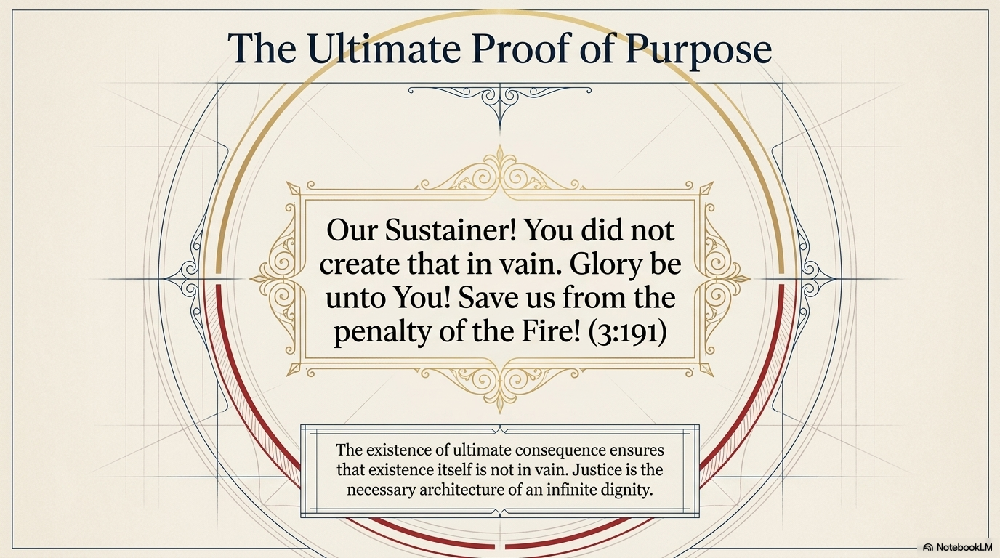 The Ultimate Proof of Purpose
Our Sustainer! You did not
create that in vain. Glory be
unto You! Save us from the
penalty of the Fire! (3:191)
The existence of ultimate consequence ensures
that existence itself is not in vain. Justice is the
necessary architecture of an infinite dignity.
NotebookLM